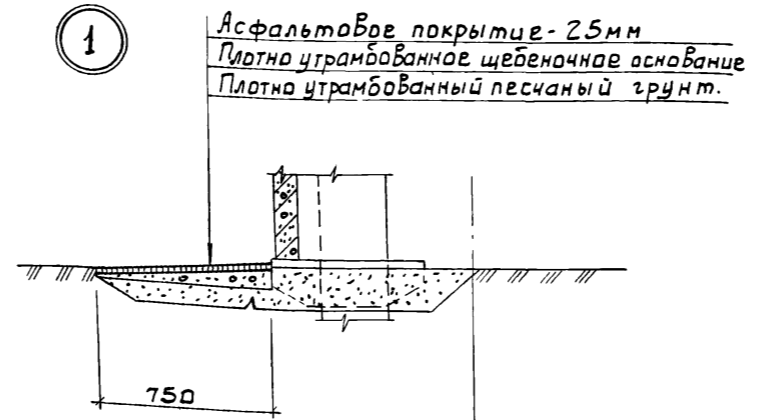 1
Асфальтовое покрытие - 25мм
Плотно утрамбованное щебеночное основание
Плотно утрамбованный песчаный грунт.
750